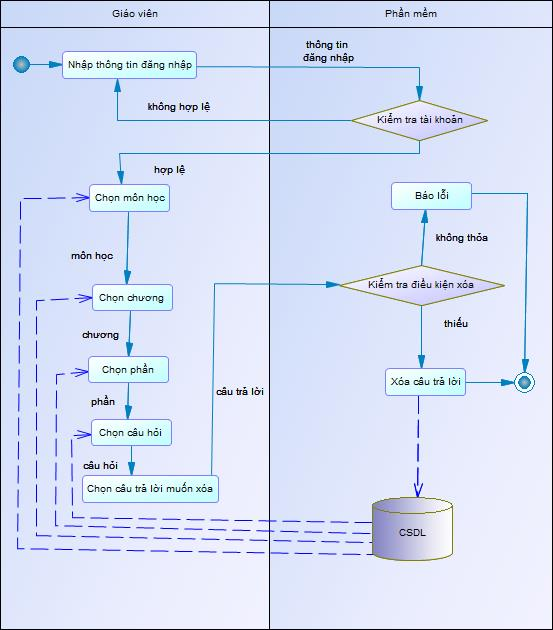 Giáo viên
Phần mềm
thông tin
đăng nhập
Nhập thông tin đăng nhập
không hợp lệ
Kiểm tra tài khoản
hợp lệ
Chọn môn học
Báo lỗi
không thỏa
môn học
Kiểm tra điều kiện xóa
Chọn chương
thiếu
chương
Chọn phần
Xóa câu trả lời
câu trả lời
phần
Chọn câu hỏi
câu hỏi
Chọn câu trả lời muốn xóa
CSDL